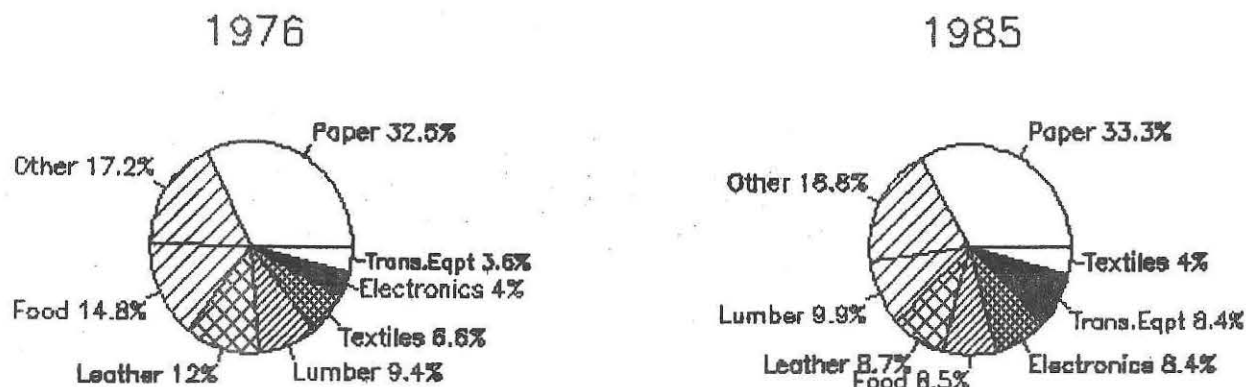 1976
Paper 32.5%
Other 17.2%
Trans.Eqpt 3.6%
Electronics 4%
Food 14.8%
Textiles 6.6%
Leather 12%
Lumber 9.4%
1985
Paper 33.3%
Other 18.8%
Textiles 4%
Lumber 9.9%
Trans.Eqpt 8.4%
Leather 8.7%
Electronics 8.4%
Food 8.5%